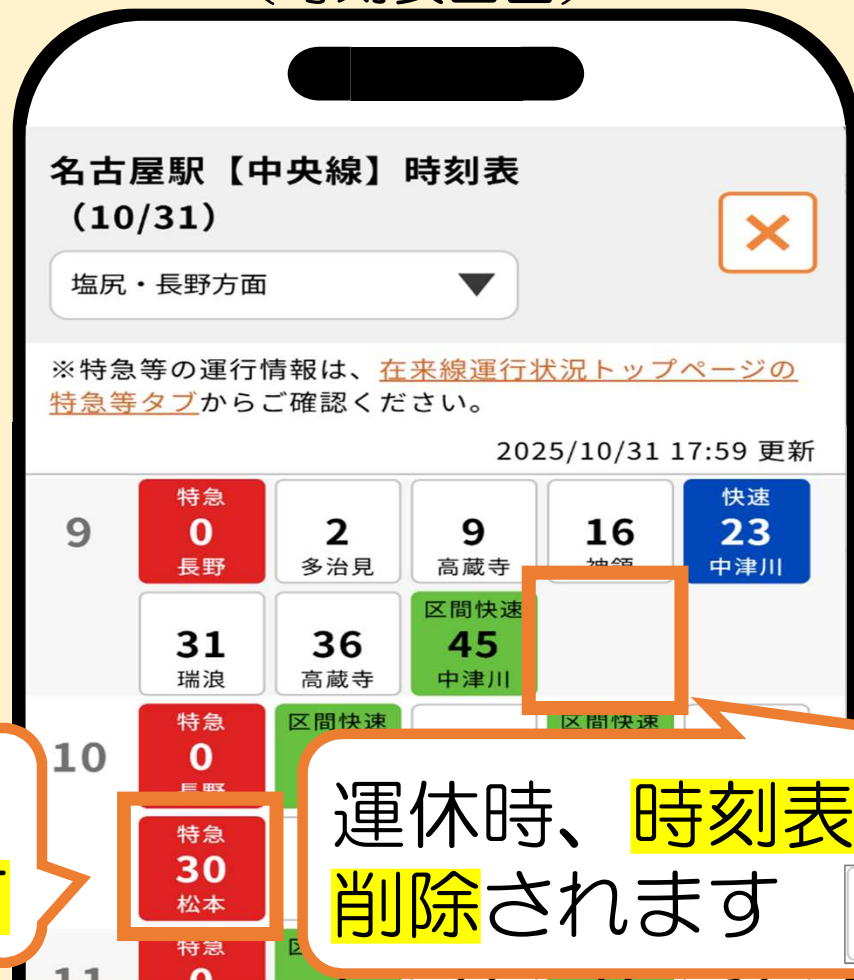 名古屋駅【中央線】時刻表
（10/31）
塩尻・長野方面
※特急等の運行情報は、在来線運行状況トップページの
特急等タブからご確認ください。
2025/10/31 17:59 更新
特急 快速
9 0 2 9 16 23
長野 多治見 高蔵寺 神領 中津川
区間快速
31 36 45
瑞浪 高蔵寺 中津川
特急 区間快速 区間快速
10 0
長野
特急
30
松本
運休時、時刻表
削除されます
特急
11 0